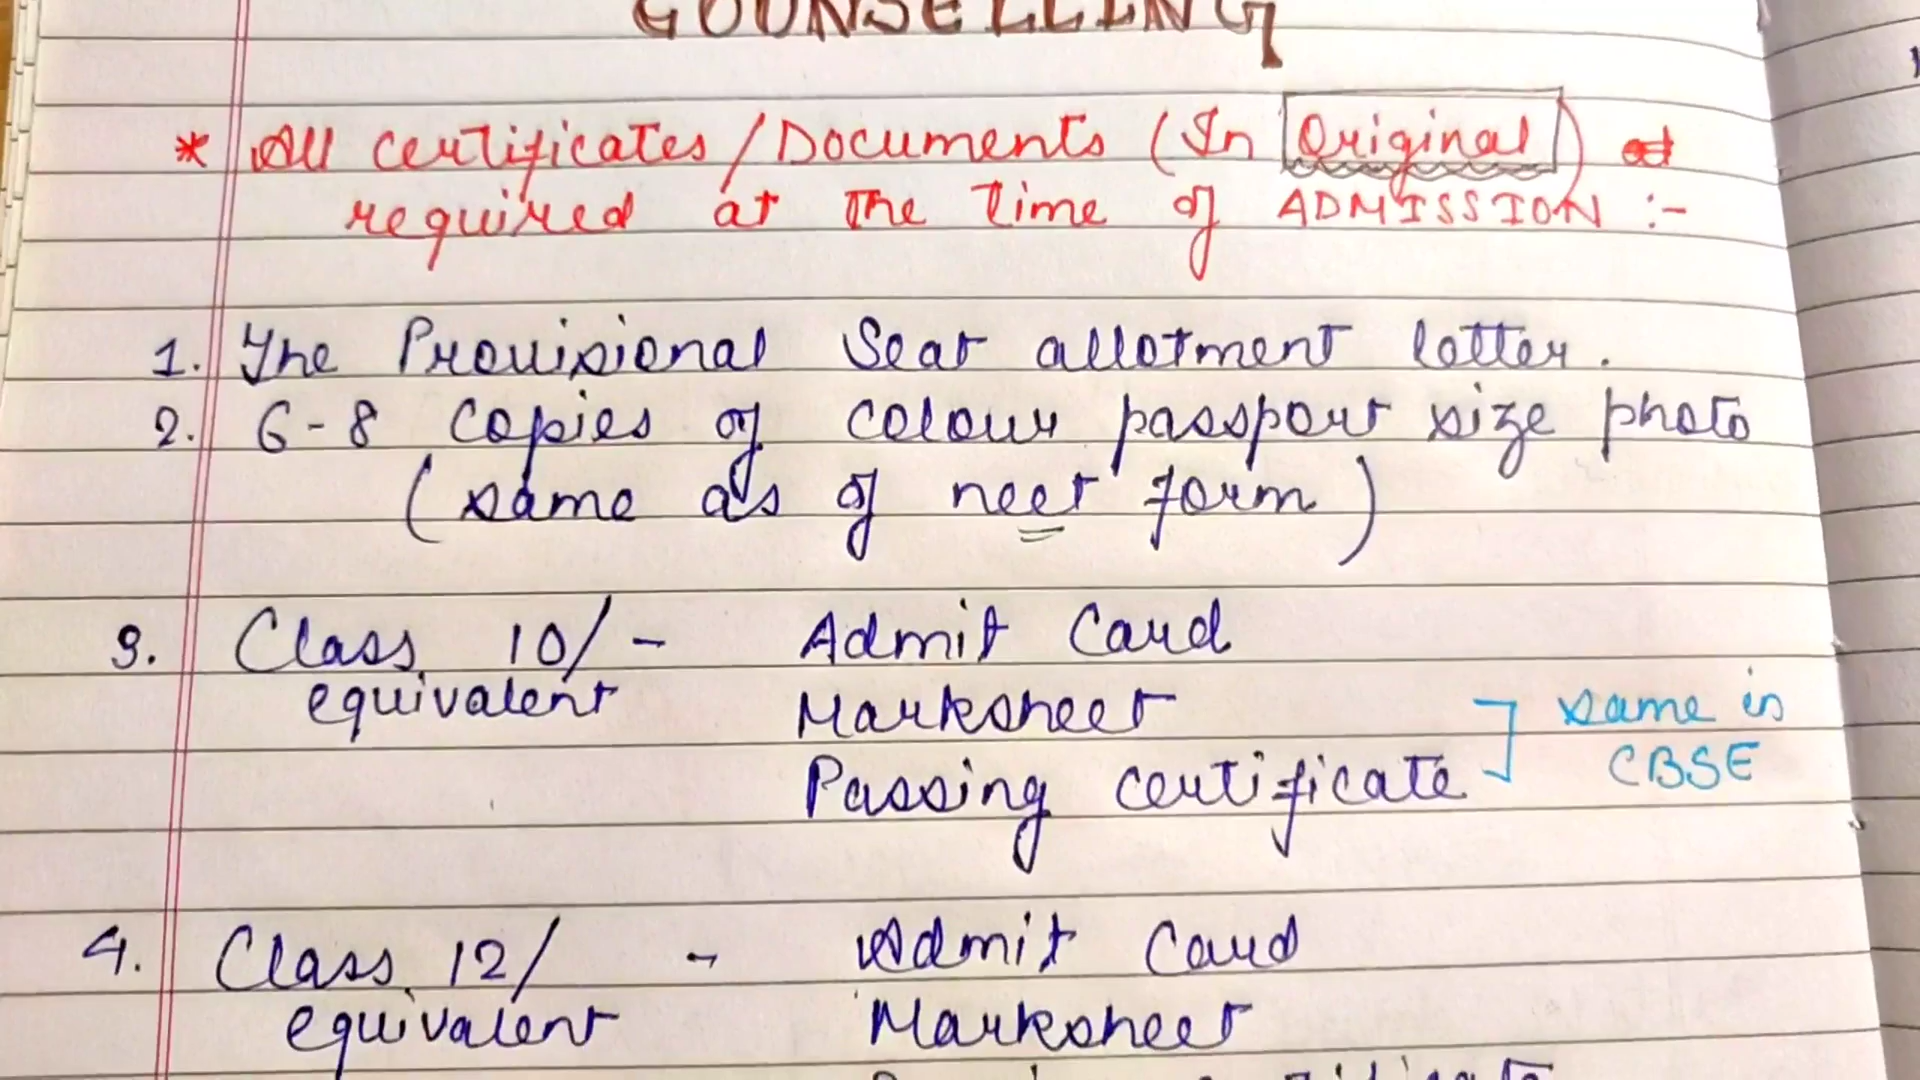 COUNSELLING
* All certificates/Documents (In Original)
required at the time of ADMISSION :-
1. The Provisional Seat allotment letter.
2. 6-8 Copies of colour passport size photo
(same as of neet form)
3. Class 10/ - Admit Card
equivalent Marksheet
Passing certificate ] same in
CBSE
4. Class 12/ - Admit Card
equivalent Marksheet